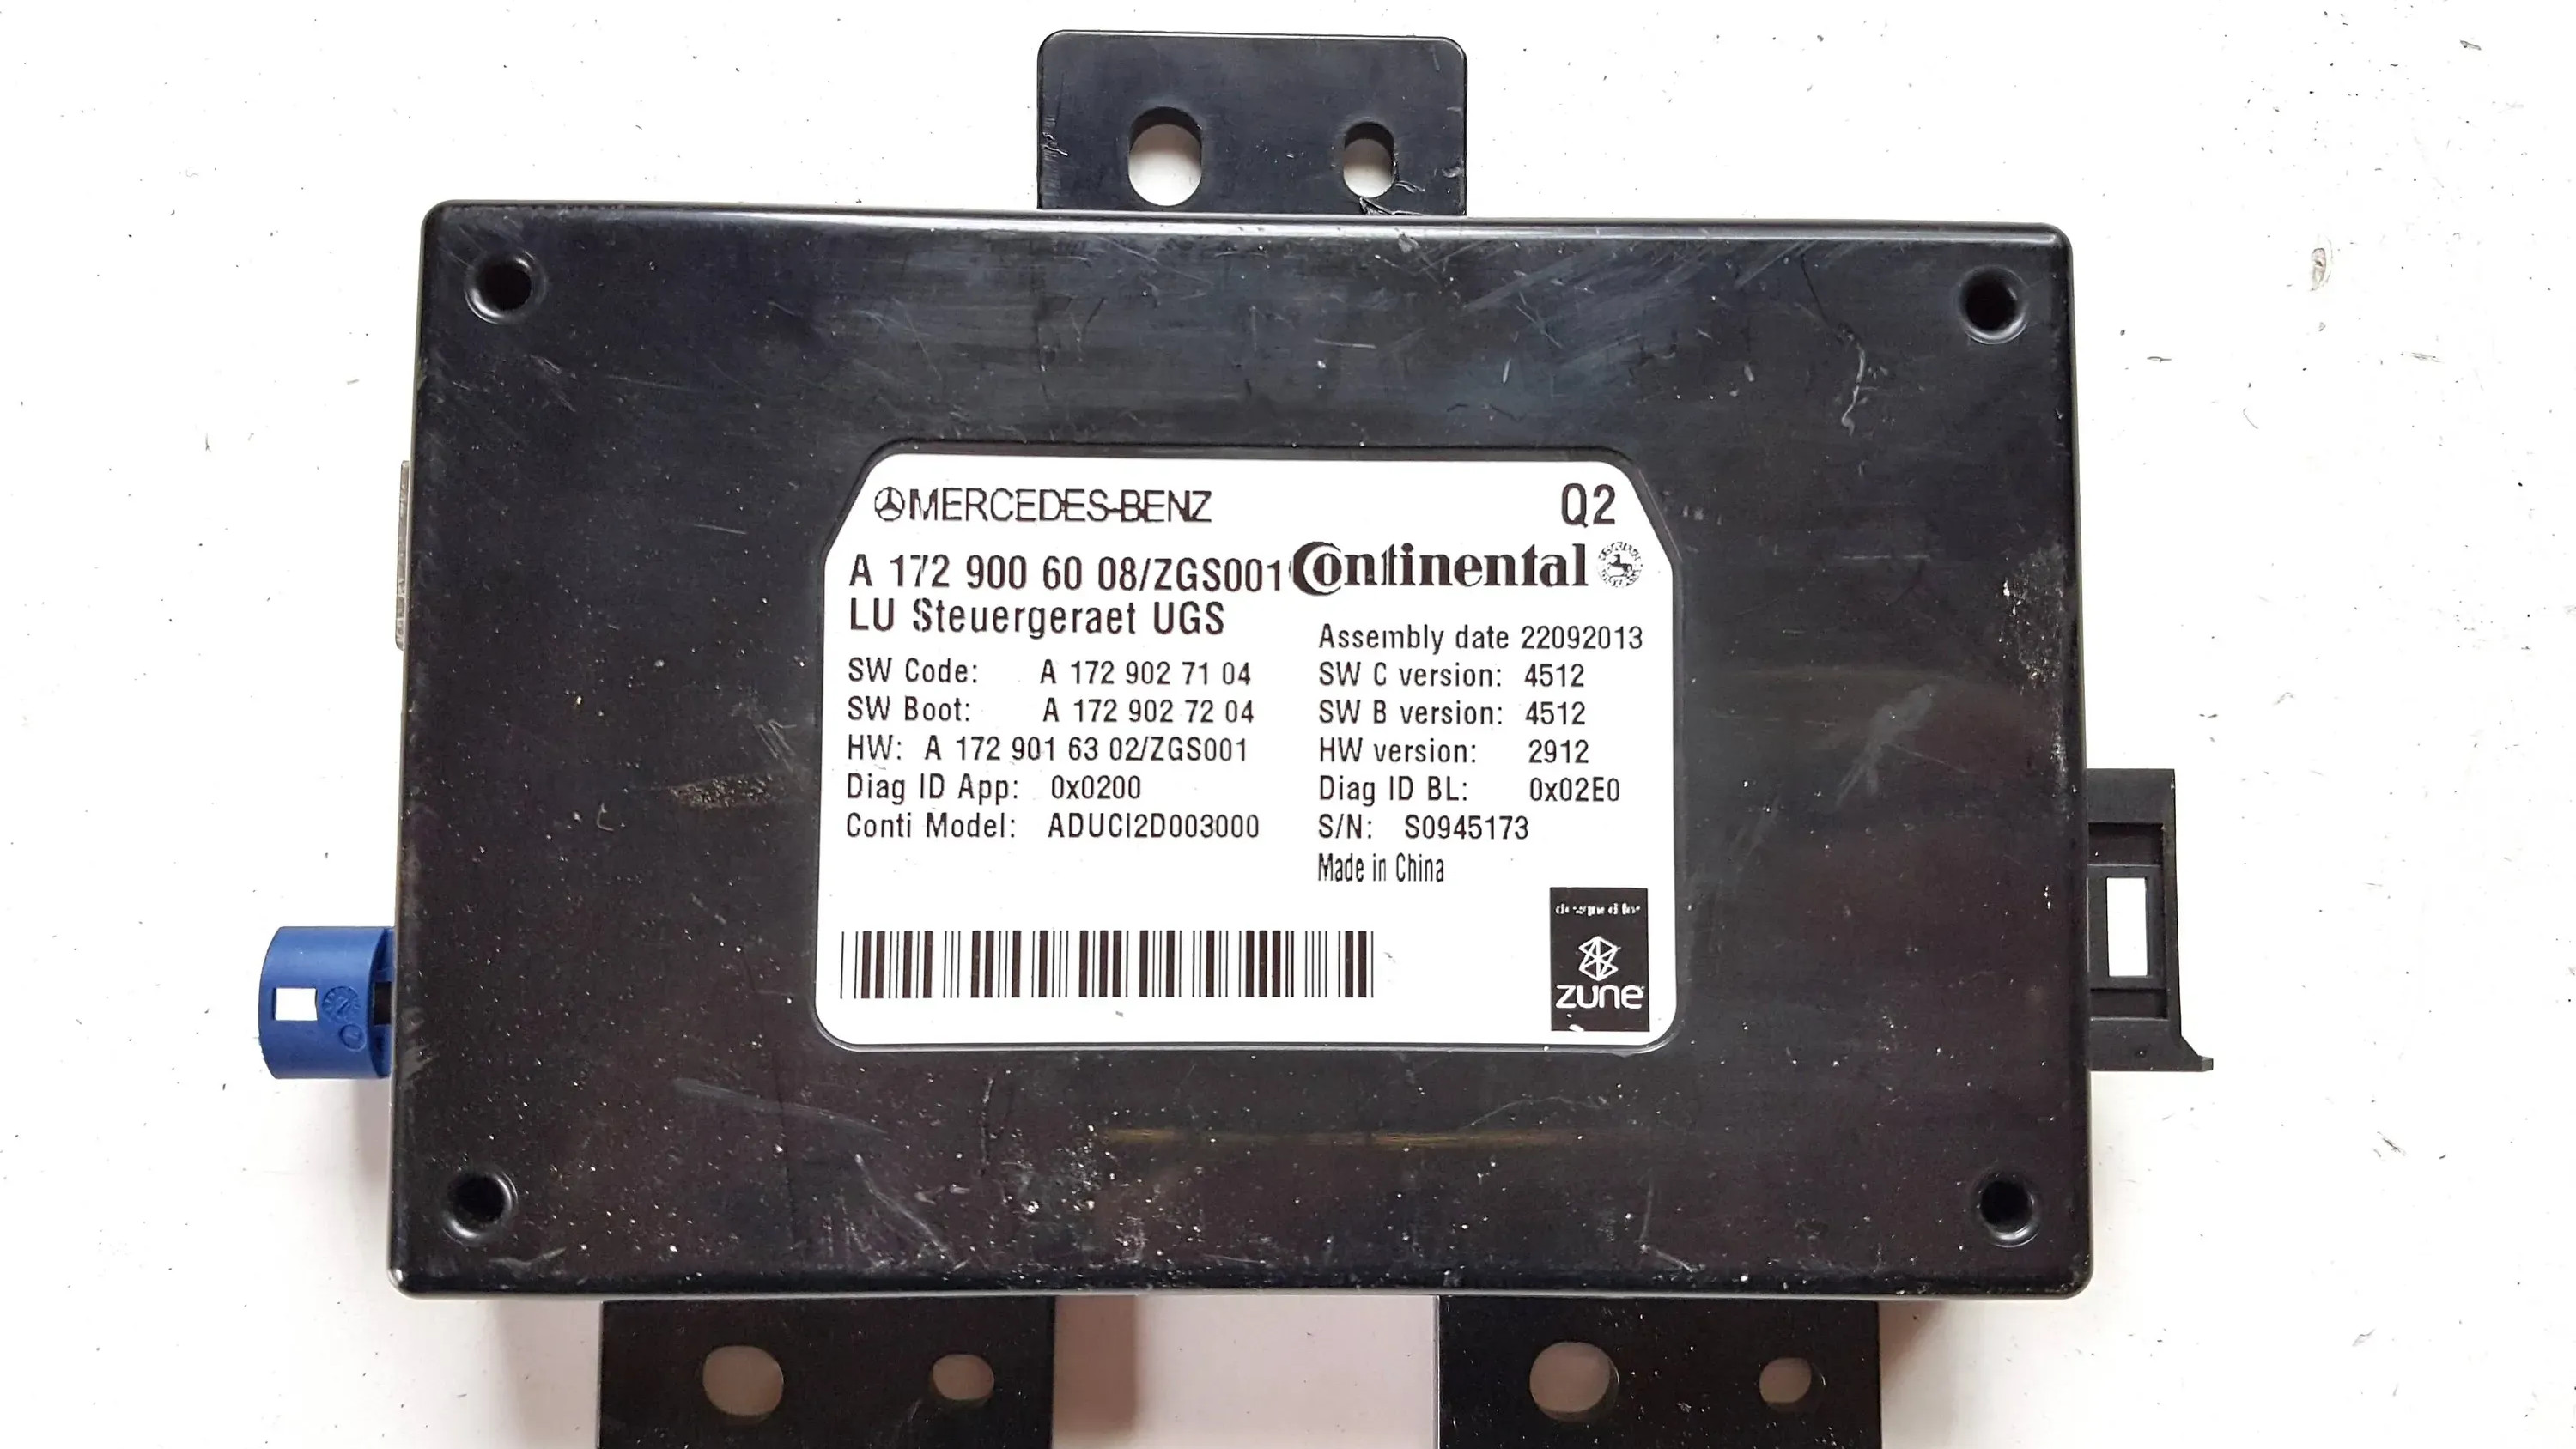 MERCEDES-BENZ
Q2
A 172 900 60 08/ZGS001
Continental
LU Steuergeraet UGS
Assembly date 22092013
SW Code: A 172 902 71 04
SW C version: 4512
SW Boot: A 172 902 72 04
SW B version: 4512
HW: A 172 901 63 02/ZGS001
HW version: 2912
Diag ID App: 0x0200
Diag ID BL: 0x02E0
Conti Model: ADUCI2D003000
S/N: S0945173
Made in China
designed for
zune